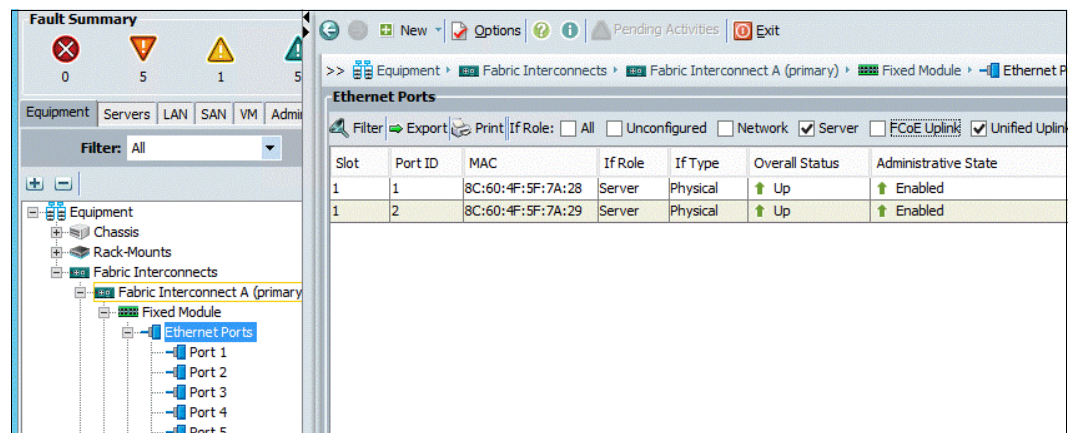 Fault Summary
0 5 1 5
Equipment Servers LAN SAN VM Admi
Filter: All
Equipment
Chassis
Rack-Mounts
Fabric Interconnects
Fabric Interconnect A (primary
Fixed Module
Ethernet Ports
Port 1
Port 2
Port 3
Port 4
Port 5
New Options Pending Activities Exit
>> Equipment Fabric Interconnects Fabric Interconnect A (primary) Fixed Module Ethernet P
Ethernet Ports
Filter Export Print If Role: All Unconfigured Network Server FCoE Uplink Unified Uplink
Slot Port ID MAC If Role If Type Overall Status Administrative State
1 1 8C:60:4F:5F:7A:28 Server Physical Up Enabled
1 2 8C:60:4F:5F:7A:29 Server Physical Up Enabled